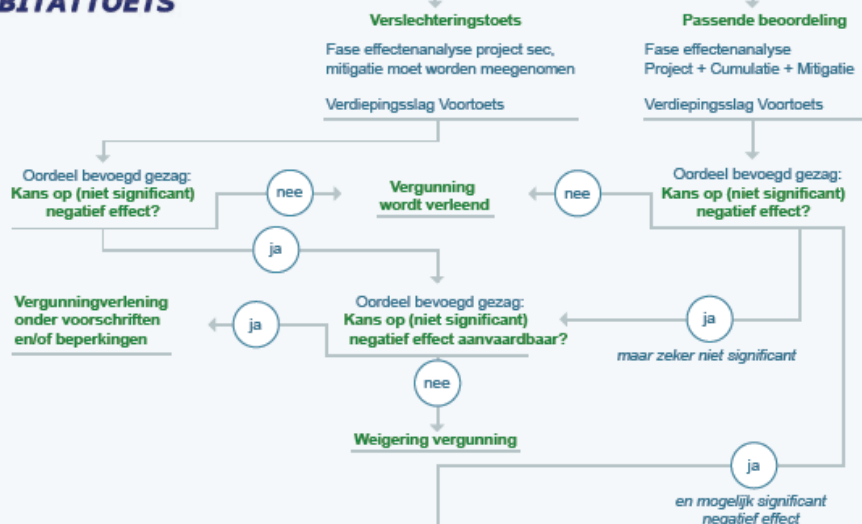 BITATTOETS
Verslechteringstoets
Fase effectenanalyse project sec,
mitigatie moet worden meegenomen
Verdiepingsslag Voortoets
Passende beoordeling
Fase effectenanalyse
Project + Cumulatie + Mitigatie
Verdiepingsslag Voortoets
Oordeel bevoegd gezag:
Kans op (niet significant)
negatief effect?
nee
Vergunning
wordt verleend
nee
Oordeel bevoegd gezag:
Kans op (niet significant)
negatief effect?
ja
Vergunningverlening
onder voorschriften
en/of beperkingen
ja
Oordeel bevoegd gezag:
Kans op (niet significant)
negatief effect aanvaardbaar?
ja
maar zeker niet significant
nee
Weigering vergunning
ja
en mogelijk significant
negatief effect